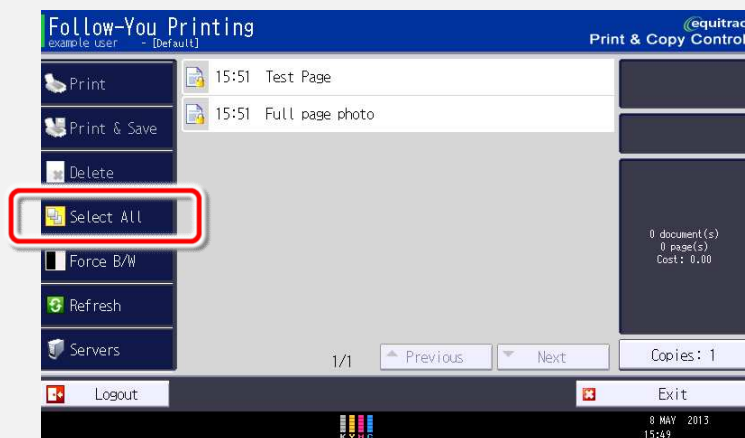 Follow-You Printing
example user - [Default]
equitrac
Print & Copy Control
Print
Print & Save
Delete
Select All
Force B/W
Refresh
Servers
15:51 Test Page
15:51 Full page photo
0 document(s)
0 page(s)
Cost: 0.00
1/1
Previous
Next
Copies: 1
Logout
Exit
K Y M C
8 MAY 2013
15:49